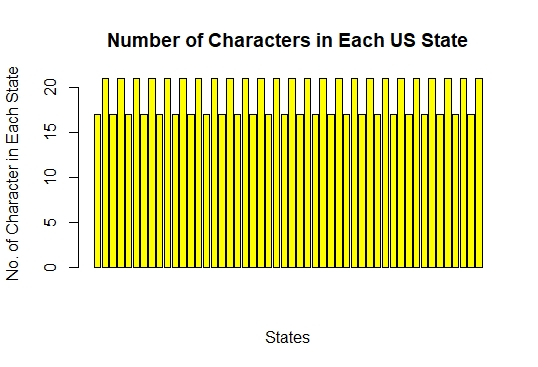 Number of Characters in Each US State
No. of Character in Each State
20
15
10
5
0
States